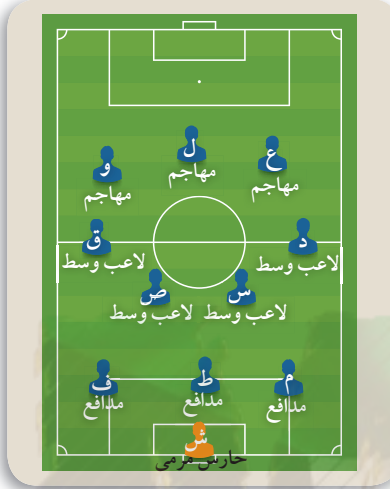 ل
مهاجم
ع
مهاجم
و
مهاجم
د
لاعب وسط
ق
لاعب وسط
س
لاعب وسط
ص
لاعب وسط
م
مدافع
ط
مدافع
ف
مدافع
ش
حارس مرمى